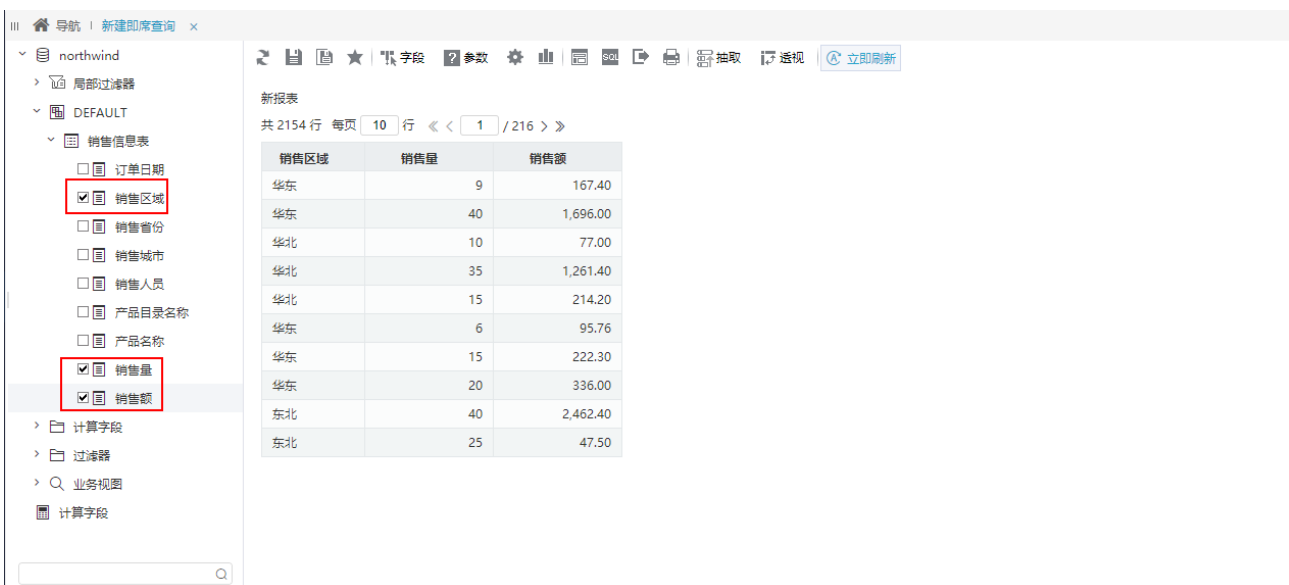 导航 新建即席查询 ×
northwind
局部过滤器
DEFAULT
销售信息表
订单日期
销售区域
销售省份
销售城市
销售人员
产品目录名称
产品名称
销售量
销售额
计算字段
过滤器
业务视图
计算字段
字段 ? 参数 SQL 抽取 透视 A 立即刷新
新报表
共 2154 行 每页 10 行 《 < 1 / 216 > 》
销售区域 销售量 销售额
华东 9 167.40
华东 40 1,696.00
华北 10 77.00
华北 35 1,261.40
华北 15 214.20
华东 6 95.76
华东 15 222.30
华东 20 336.00
东北 40 2,462.40
东北 25 47.50